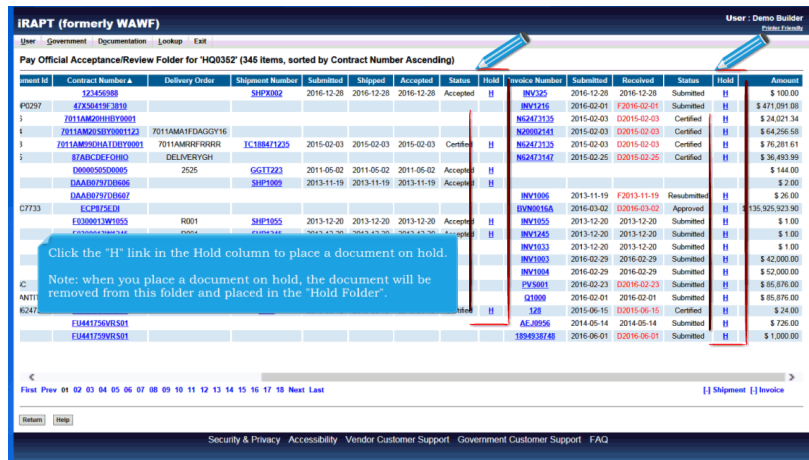 iRAPT (formerly WAWF)
User : Demo Builder
Printer Friendly
User Government Documentation Lookup Exit
Pay Official Acceptance/Review Folder for 'HQ0352' (345 items, sorted by Contract Number Ascending)
ment Id Contract Number▲ Delivery Order Shipment Number Submitted Shipped Accepted Status Hold Invoice Number Submitted Received Status Hold Amount
123456988 SHPX002 2016-12-28 2016-12-28 2016-12-28 Accepted H INV325 2016-12-28 2016-12-28 Submitted H $ 100.00
P0297 47X50419F3810 INV1216 2016-02-01 F2016-02-01 Submitted H $ 471,091.08
7011AM20HHBY0001 N62473135 2015-02-03 D2015-02-03 Certified H $ 24,021.34
7011AM20SBY0001123 7011AMA1FDAGGY16 N20002141 2015-02-03 D2015-02-03 Certified H $ 64,256.58
7011AM99DHATDBY0001 7011AMRRFRRRR TC188471235 2015-02-03 2015-02-03 2015-02-03 Certified H N62473135 2015-02-03 D2015-02-03 Certified H $ 76,281.61
87ABCDEFOHIO DELIVERYGH N62473147 2015-02-25 D2015-02-25 Certified H $ 36,493.99
D0000505D0005 2525 GGTT223 2011-05-02 2011-05-02 2011-05-02 Accepted H $ 144.00
DAAB0797DB606 SHP1009 2013-11-19 2013-11-19 2013-11-19 Accepted H $ 2.00
DAAB0797DB607 INV1006 2013-11-19 F2013-11-19 Resubmitted H $ 26.00
C7733 ECP875EDI BVN0016A 2016-03-02 D2016-03-02 Approved H $ 135,925,923.90
F0300013W1055 R001 SHP1055 2013-12-20 2013-12-20 2013-12-20 Accepted H INV1055 2013-12-20 2013-12-20 Submitted H $ 1.00
H INV1245 2013-12-20 2013-12-20 Submitted H $ 1.00
INV1033 2013-12-20 2013-12-20 Submitted H $ 1.00
INV1003 2016-02-29 2016-02-29 Submitted H $ 42,000.00
INV1004 2016-02-29 2016-02-29 Submitted H $ 52,000.00
PVS001 2016-02-23 D2016-02-23 Submitted H $ 85,876.00
ANTIT Q1000 2016-02-01 2016-02-01 Submitted H $ 85,876.00
H 128 2015-06-15 D2015-06-15 Certified H $ 24.00
FU441756VRS01 AEJ0956 2014-05-14 2014-05-14 Submitted H $ 726.00
FU441759VRS01 1894938748 2016-06-01 D2016-06-01 Submitted H $ 1,000.00
Click the "H" link in the Hold column to place a document on hold.
Note: when you place a document on hold, the document will be
removed from this folder and placed in the "Hold Folder".
First Prev 01 02 03 04 05 06 07 08 09 10 11 12 13 14 15 16 17 18 Next Last
[-] Shipment [-] Invoice
Return Help
Security & Privacy Accessibility Vendor Customer Support Government Customer Support FAQ